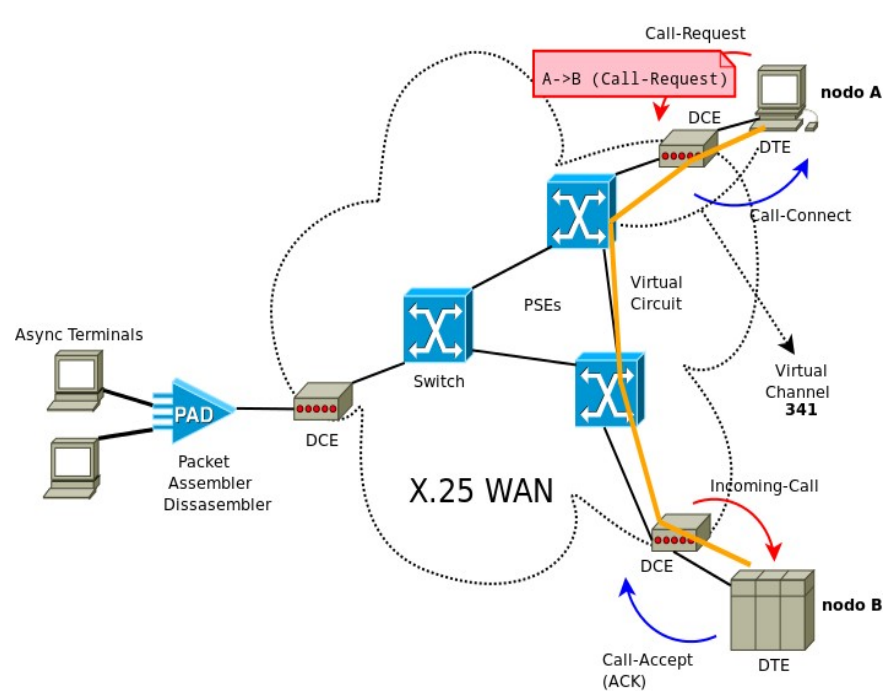 Call-Request
A->B (Call-Request)
nodo A
DCE
DTE
Call-Connect
Virtual
Circuit
PSEs
Async Terminals
Switch
Virtual
Channel
341
PAD
DCE
Packet
Assembler
Dissasembler
X.25 WAN
Incoming-Call
DCE
nodo B
Call-Accept
(ACK)
DTE